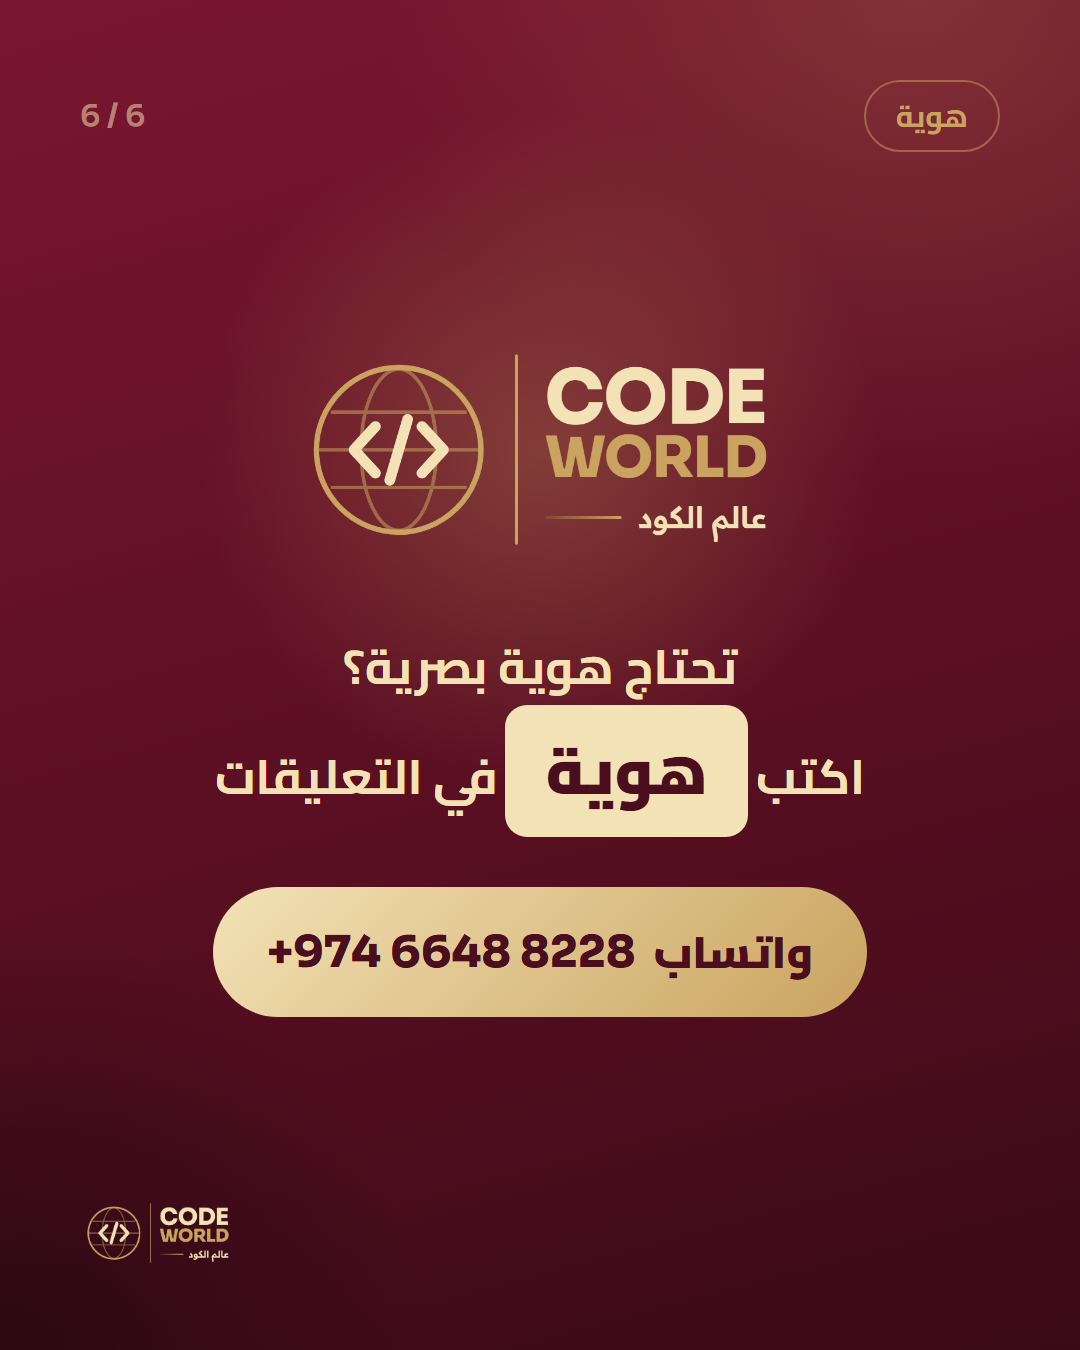 هوية
6 / 6
</>
CODE
WORLD
عالم الكود
تحتاج هوية بصرية؟
اكتب هوية في التعليقات
واتساب +974 6648 8228
</>
CODE
WORLD
عالم الكود